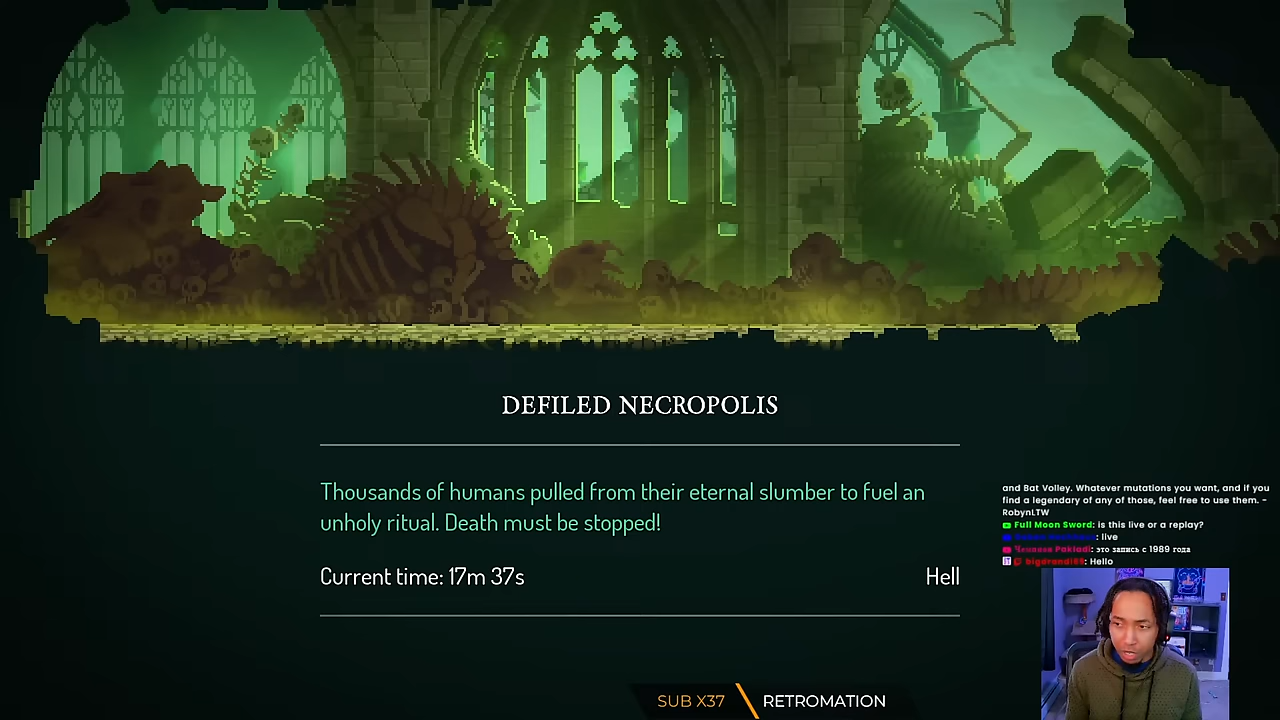 DEFILED NECROPOLIS
Thousands of humans pulled from their eternal slumber to fuel an
unholy ritual. Death must be stopped!
Current time: 17m 37s
Hell
and Bat Volley. Whatever mutations you want, and if you
find a legendary of any of those, feel free to use them. -
RobynLTW
Full Moon Sword: is this live or a replay?
: live
Pakladi: это запись с 1989 года
bigdrandi65: Hello
SUB X37
RETROMATION